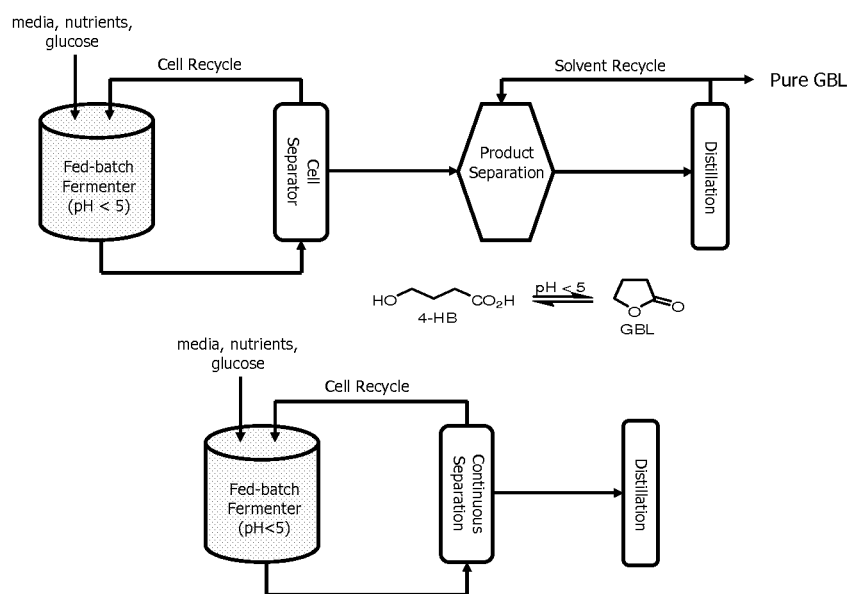 media, nutrients,
glucose
Cell Recycle
Solvent Recycle
Pure GBL
Fed-batch
Fermenter
(pH < 5)
Cell
Separator
Product
Separation
Distillation
HO
CO₂H
4-HB
pH < 5
O
O
GBL
media, nutrients,
glucose
Cell Recycle
Fed-batch
Fermenter
(pH<5)
Continuous
Separation
Distillation